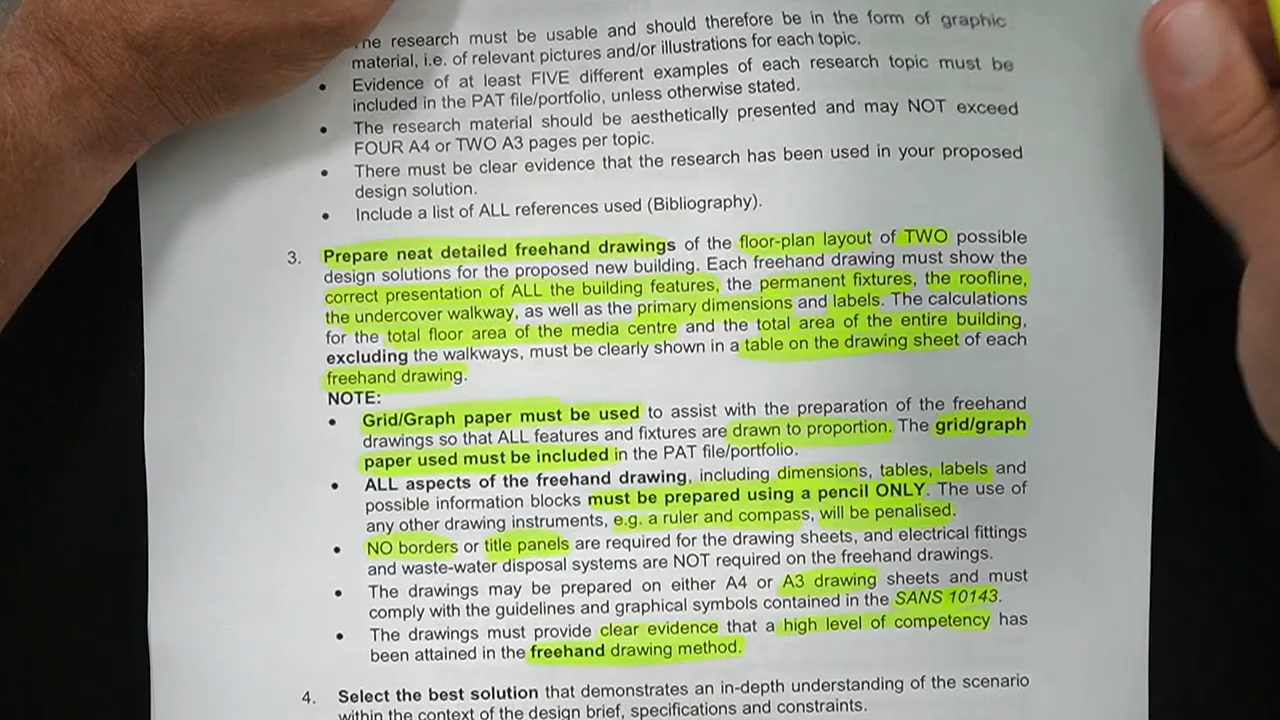 The research must be usable and should therefore be in the form of graphic
material, i.e. of relevant pictures and/or illustrations for each topic.
• Evidence of at least FIVE different examples of each research topic must be
included in the PAT file/portfolio, unless otherwise stated.
• The research material should be aesthetically presented and may NOT exceed
FOUR A4 or TWO A3 pages per topic.
• There must be clear evidence that the research has been used in your proposed
design solution.
• Include a list of ALL references used (Bibliography).
3. Prepare neat detailed freehand drawings of the floor-plan layout of TWO possible
design solutions for the proposed new building. Each freehand drawing must show the
correct presentation of ALL the building features, the permanent fixtures, the roofline,
the undercover walkway, as well as the primary dimensions and labels. The calculations
for the total floor area of the media centre and the total area of the entire building,
excluding the walkways, must be clearly shown in a table on the drawing sheet of each
freehand drawing.
NOTE:
• Grid/Graph paper must be used to assist with the preparation of the freehand
drawings so that ALL features and fixtures are drawn to proportion. The grid/graph
paper used must be included in the PAT file/portfolio.
• ALL aspects of the freehand drawing, including dimensions, tables, labels and
possible information blocks must be prepared using a pencil ONLY. The use of
any other drawing instruments, e.g. a ruler and compass, will be penalised.
• NO borders or title panels are required for the drawing sheets, and electrical fittings
and waste-water disposal systems are NOT required on the freehand drawings.
• The drawings may be prepared on either A4 or A3 drawing sheets and must
comply with the guidelines and graphical symbols contained in the SANS 10143.
• The drawings must provide clear evidence that a high level of competency has
been attained in the freehand drawing method.
4. Select the best solution that demonstrates an in-depth understanding of the scenario
within the context of the design brief, specifications and constraints.